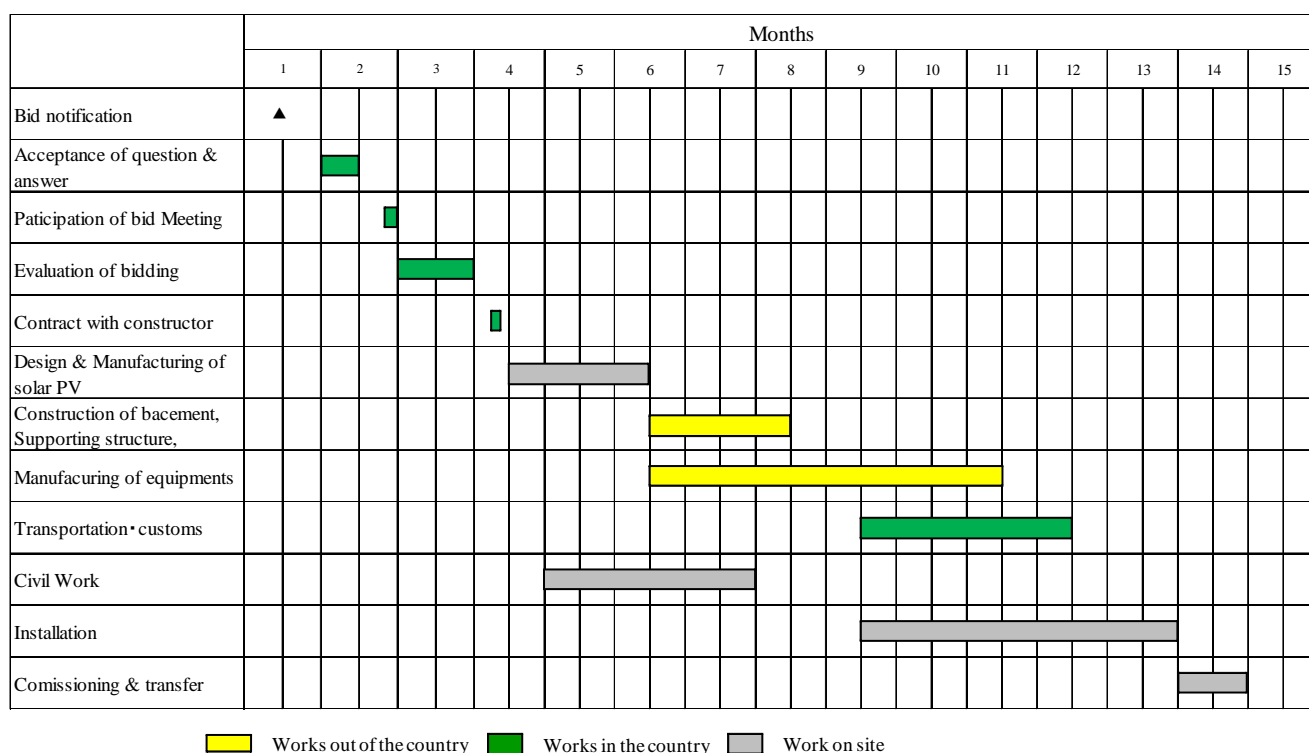 Months
1 2 3 4 5 6 7 8 9 10 11 12 13 14 15
Bid notification
Acceptance of question &
answer
Paticipation of bid Meeting
Evaluation of bidding
Contract with constructor
Design & Manufacturing of
solar PV
Construction of bacement,
Supporting structure,
Manufacuring of equipments
Transportation・customs
Civil Work
Installation
Comissioning & transfer
Works out of the country Works in the country Work on site